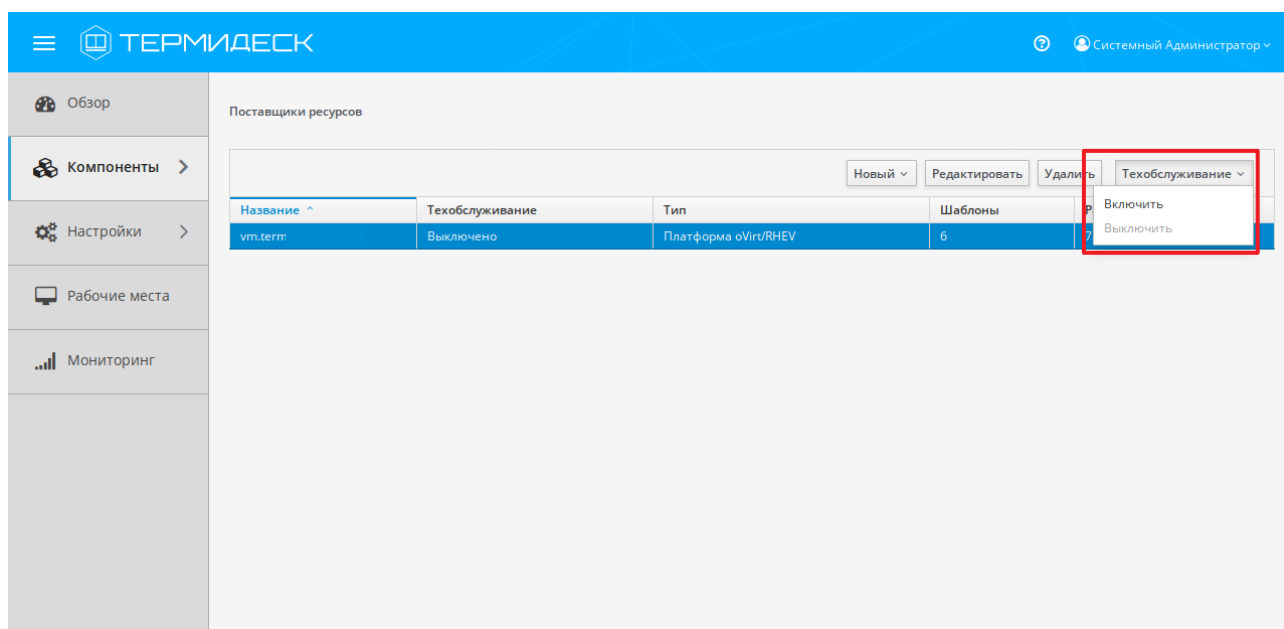 ТЕРМИДЕСК
Системный Администратор
Обзор
Компоненты
Настройки
Рабочие места
Мониторинг
Поставщики ресурсов
Новый Редактировать Удалить Техобслуживание
Включить
Выключить
Название Техобслуживание Тип Шаблоны
vm.term Выключено Платформа oVirt/RHEV 6